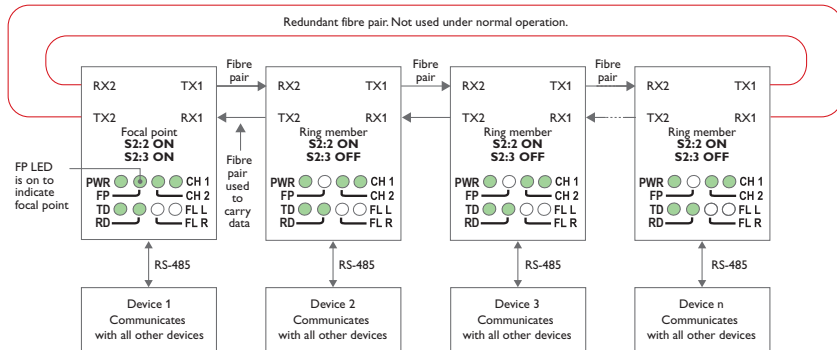 Redundant fibre pair. Not used under normal operation.
Fibre
pair
Fibre
pair
Fibre
pair
RX2 TX1
TX2 RX1
Focal point
S2:2 ON
S2:3 ON
PWR CH 1
FP CH 2
TD FL L
RD FL R
FP LED
is on to
indicate
focal point
Fibre
pair
used
to
carry
data
RX2 TX1
TX2 RX1
Ring member
S2:2 ON
S2:3 OFF
PWR CH 1
FP CH 2
TD FL L
RD FL R
RX2 TX1
TX2 RX1
Ring member
S2:2 ON
S2:3 OFF
PWR CH 1
FP CH 2
TD FL L
RD FL R
RX2 TX1
TX2 RX1
Ring member
S2:2 ON
S2:3 OFF
PWR CH 1
FP CH 2
TD FL L
RD FL R
RS-485
RS-485
RS-485
RS-485
Device 1
Communicates
with all other devices
Device 2
Communicates
with all other devices
Device 3
Communicates
with all other devices
Device n
Communicates
with all other devices